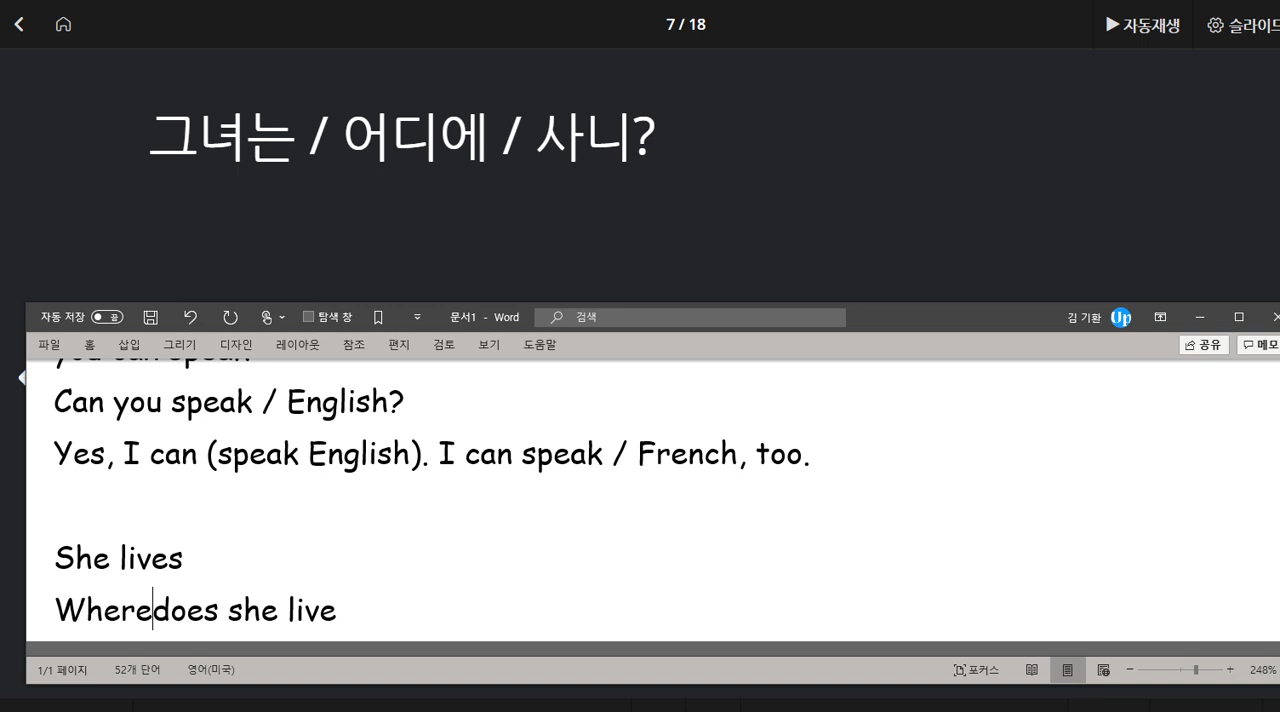 7 / 18
자동재생
슬라이드
그녀는 / 어디에 / 사니?
자동 저장 끔 탐색 창 문서1 - Word 검색 김 기환 Up
파일 홈 삽입 그리기 디자인 레이아웃 참조 편지 검토 보기 도움말 공유 메모
you can speak
Can you speak / English?
Yes, I can (speak English). I can speak / French, too.
She lives
Wheredoes she live
1/1 페이지 52개 단어 영어(미국) 포커스 248%